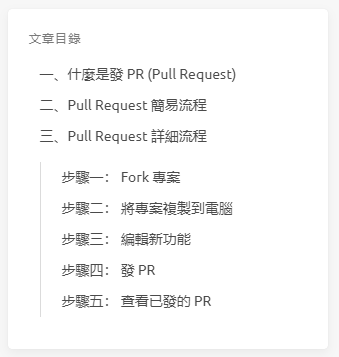 文章目錄
一、什麼是發 PR (Pull Request)
二、Pull Request 簡易流程
三、Pull Request 詳細流程
步驟一： Fork 專案
步驟二： 將專案複製到電腦
步驟三： 編輯新功能
步驟四： 發 PR
步驟五： 查看已發的 PR